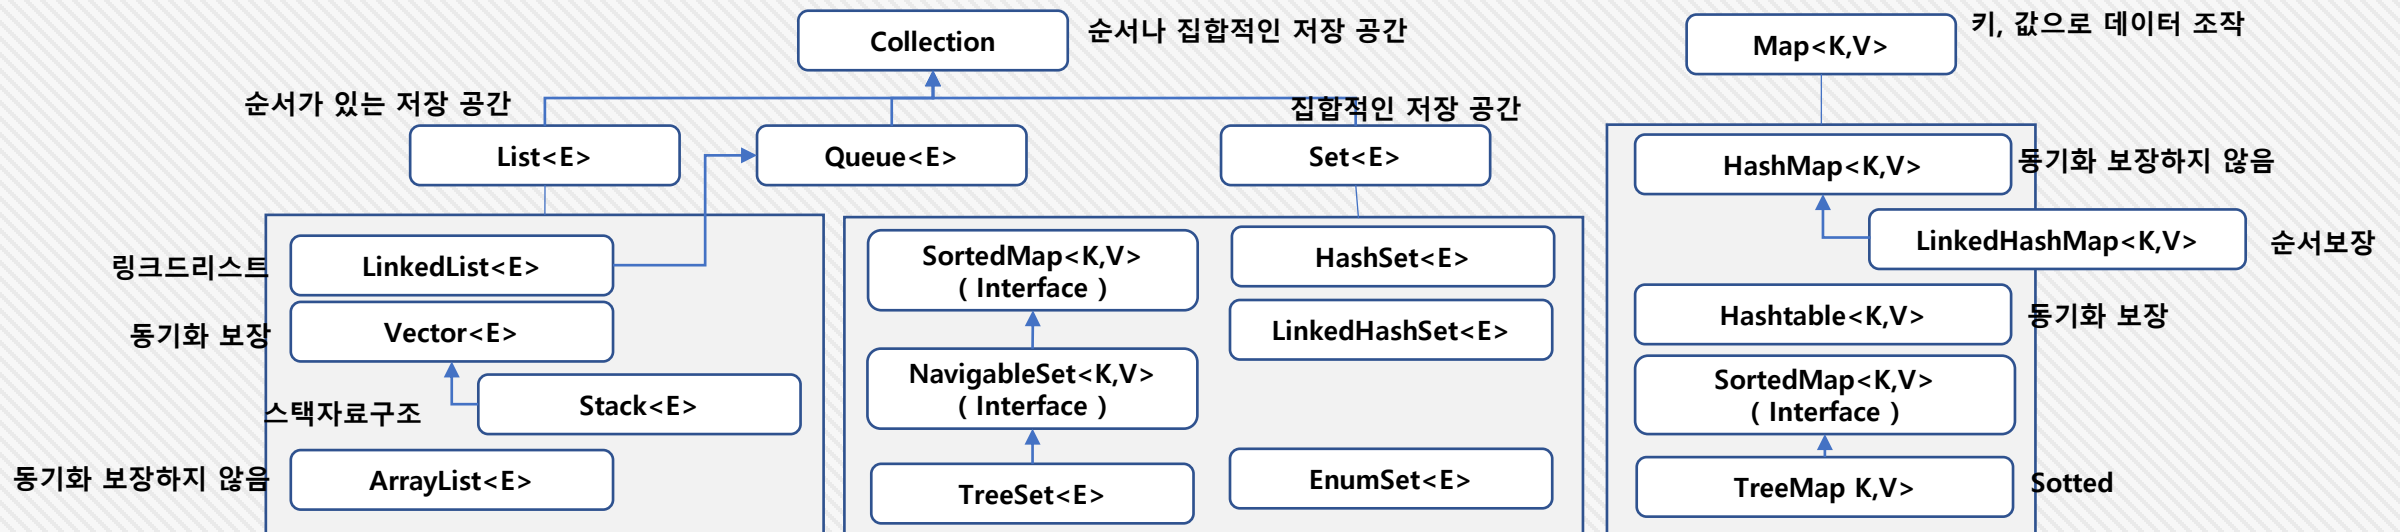 Collection
순서나 집합적인 저장 공간
Map<K,V>
키, 값으로 데이터 조작
순서가 있는 저장 공간
집합적인 저장 공간
List<E>
Queue<E>
Set<E>
HashMap<K,V>
동기화 보장하지 않음
링크드리스트
LinkedList<E>
SortedMap<K,V>
( Interface )
HashSet<E>
LinkedHashMap<K,V>
순서보장
동기화 보장
Vector<E>
LinkedHashSet<E>
Hashtable<K,V>
동기화 보장
스택자료구조
Stack<E>
NavigableSet<K,V>
( Interface )
SortedMap<K,V>
( Interface )
동기화 보장하지 않음
ArrayList<E>
TreeSet<E>
EnumSet<E>
TreeMap K,V>
Sotted